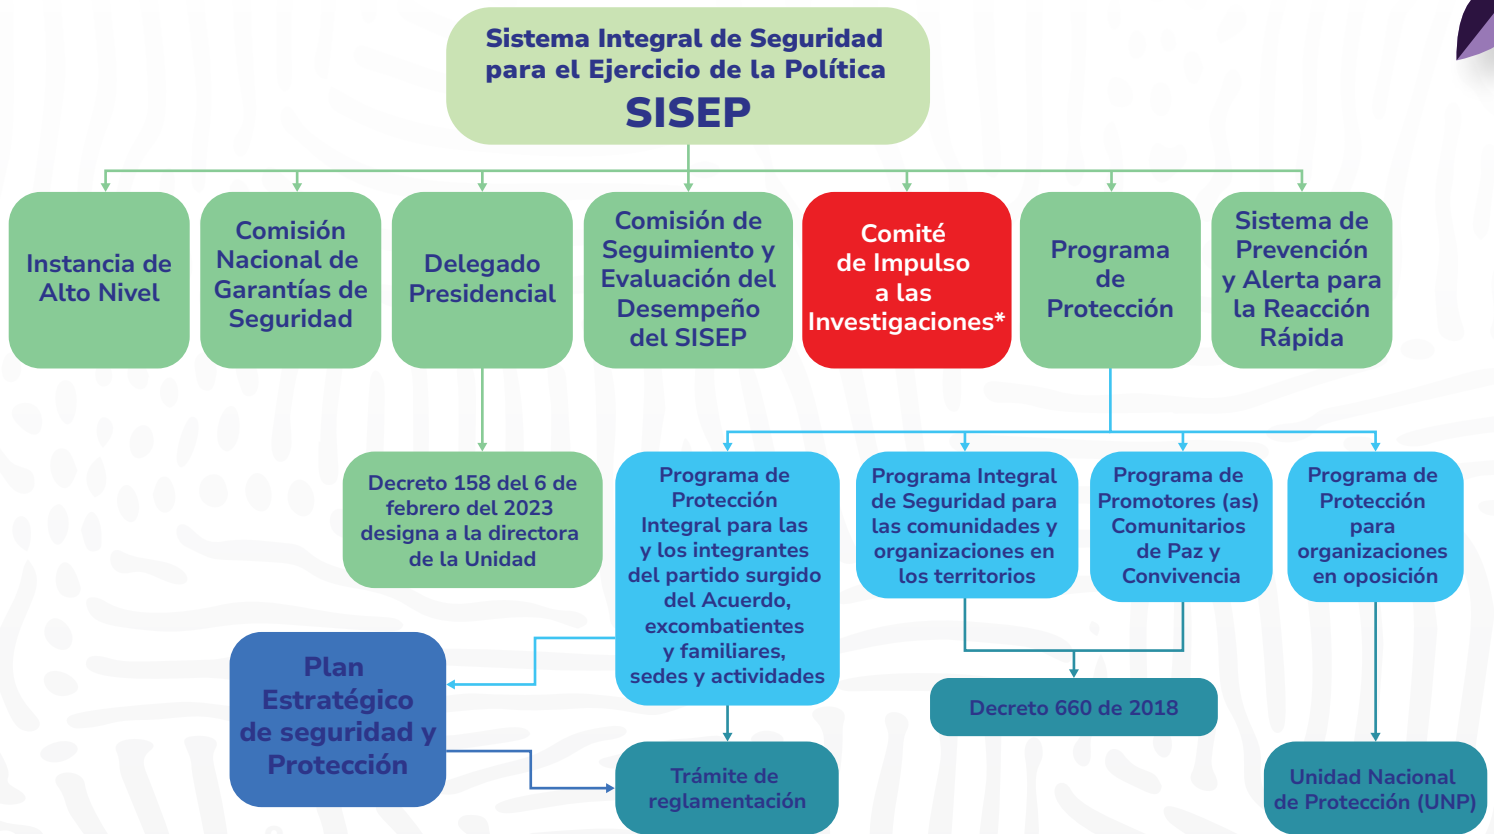 Sistema Integral de Seguridad
para el Ejercicio de la Política
SISEP
Instancia de
Alto Nivel
Comisión
Nacional de
Garantías de
Seguridad
Delegado
Presidencial
Comisión de
Seguimiento y
Evaluación del
Desempeño
del SISEP
Comité
de Impulso
a las
Investigaciones*
Programa
de
Protección
Sistema de
Prevención
y Alerta para
la Reacción
Rápida
Decreto 158 del 6 de
febrero del 2023
designa a la directora
de la Unidad
Programa de
Protección
Integral para las
y los integrantes
del partido surgido
del Acuerdo,
excombatientes
y familiares,
sedes y actividades
Programa Integral
de Seguridad para
las comunidades y
organizaciones en
los territorios
Programa de
Promotores (as)
Comunitarios
de Paz y
Convivencia
Programa de
Protección
para
organizaciones
en oposición
Plan
Estratégico
de seguridad y
Protección
Trámite de
reglamentación
Decreto 660 de 2018
Unidad Nacional
de Protección (UNP)